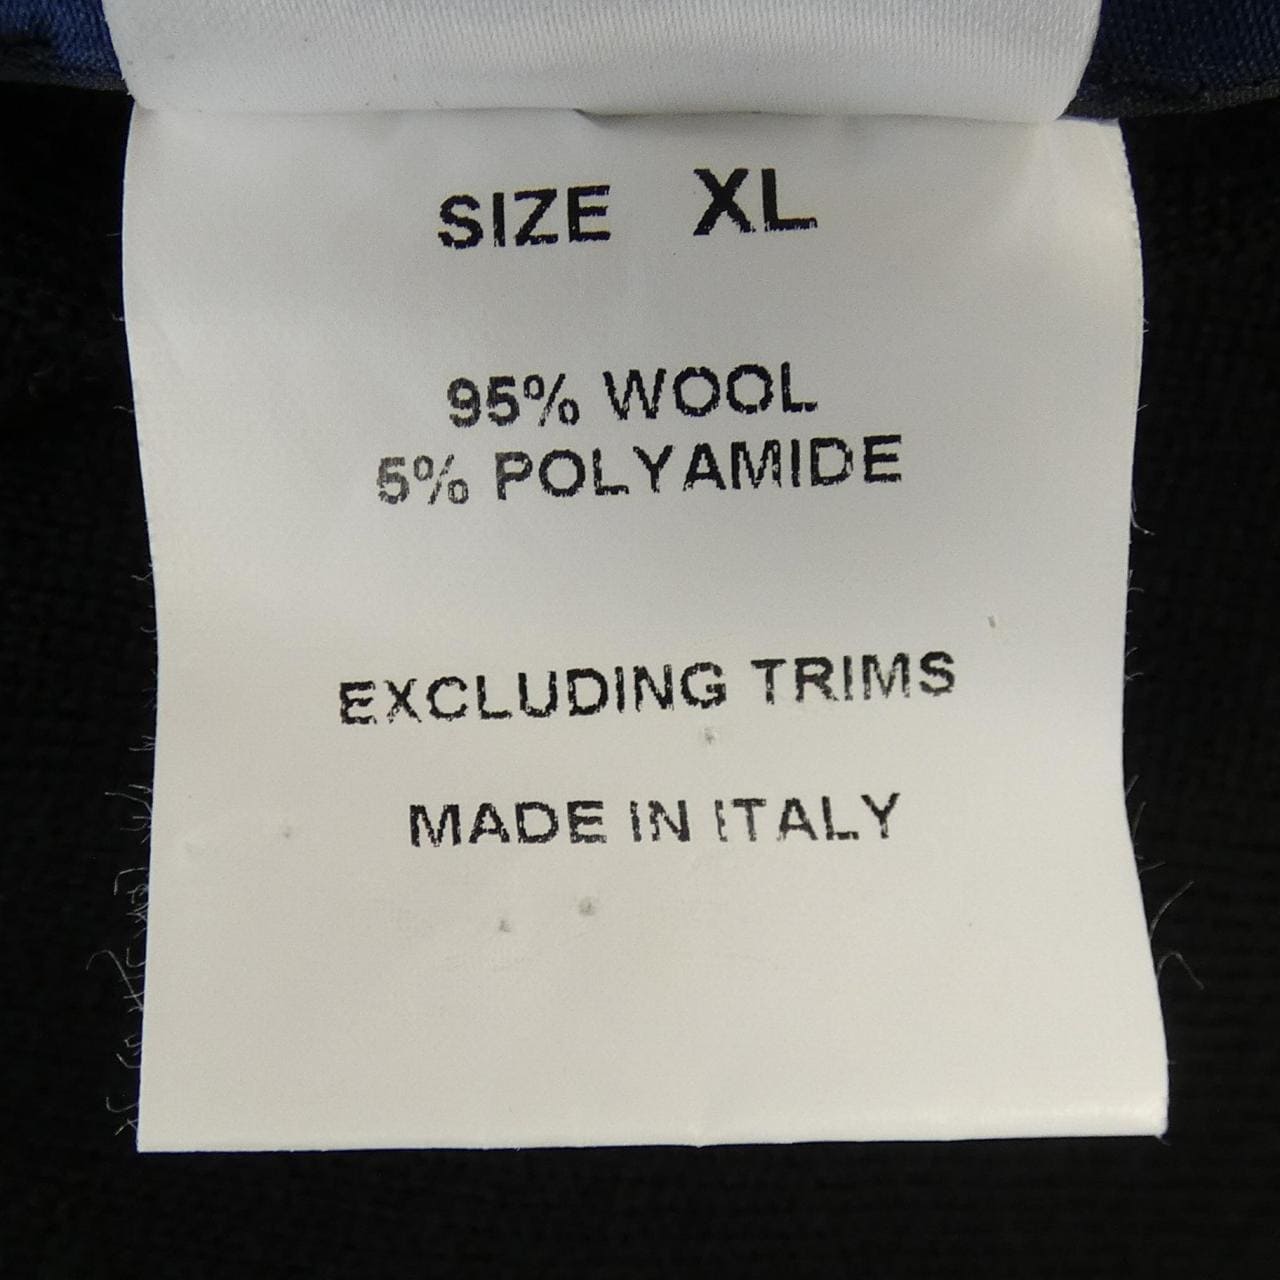 SIZE XL
95% WOOL
5% POLYAMIDE
EXCLUDING TRIMS
MADE IN ITALY